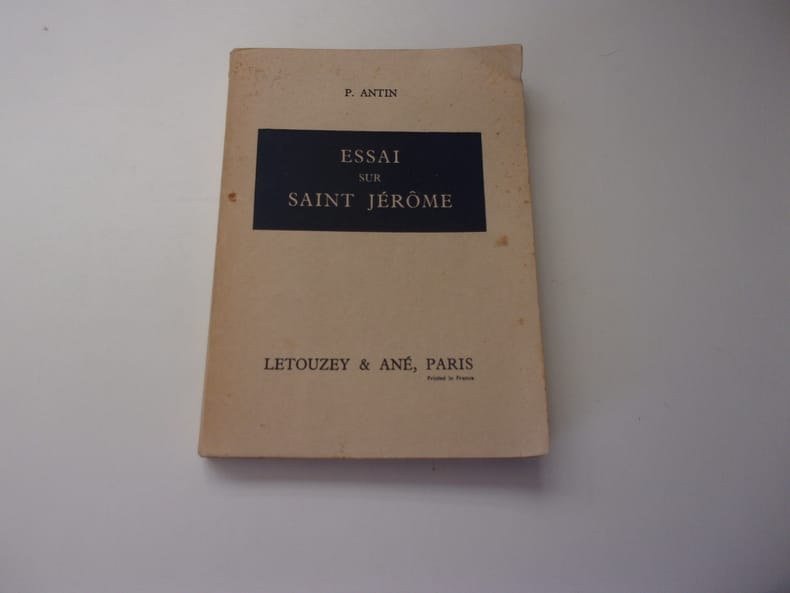 P. ANTIN
ESSAI
SUR
SAINT JÉRÔME
LETOUZEY & ANÉ, PARIS
Printed in France